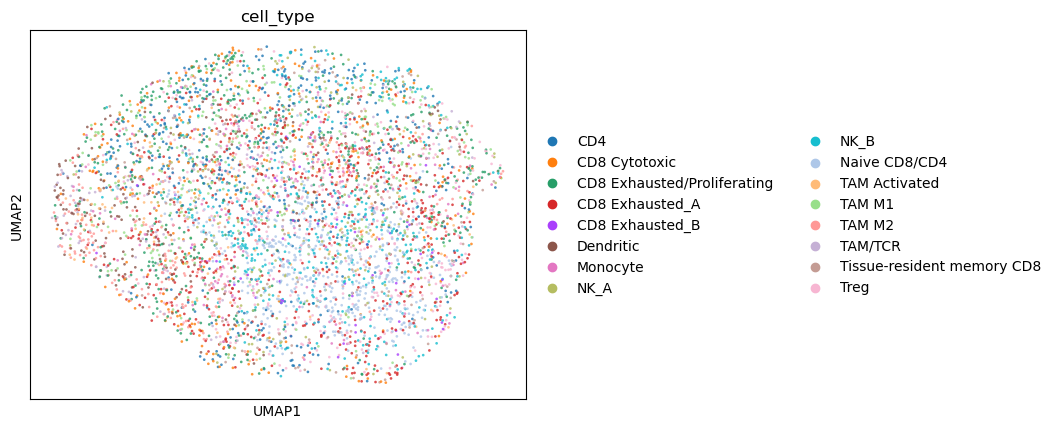 cell_type
UMAP2
UMAP1
CD4
CD8 Cytotoxic
CD8 Exhausted/Proliferating
CD8 Exhausted_A
CD8 Exhausted_B
Dendritic
Monocyte
NK_A
NK_B
Naive CD8/CD4
TAM Activated
TAM M1
TAM M2
TAM/TCR
Tissue-resident memory CD8
Treg